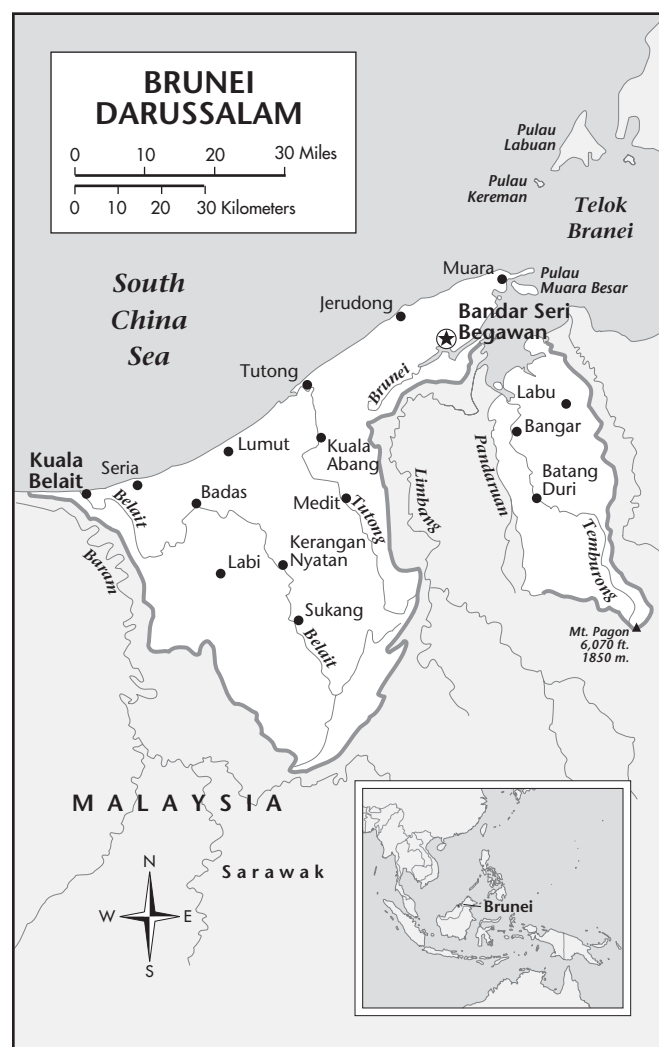 BRUNEI
DARUSSALAM
0 10 20 30 Miles
0 10 20 30 Kilometers
Pulau
Labuan
Pulau
Kereman
Telok
Branei
South
China
Sea
Muara
Pulau
Muara Besar
Jerudong
Bandar Seri
Begawan
Tutong
Brunei
Labu
Bangar
Lumut
Kuala
Abang
Kuala
Belait
Seria
Belait
Badas
Medit
Tutong
Limbang
Pandaruan
Batang
Duri
Baram
Labi
Kerangan
Nyatan
Temburong
Sukang
Belait
Mt. Pagon
6,070 ft.
1850 m.
MALAYSIA
Sarawak
N
W E
S
Brunei